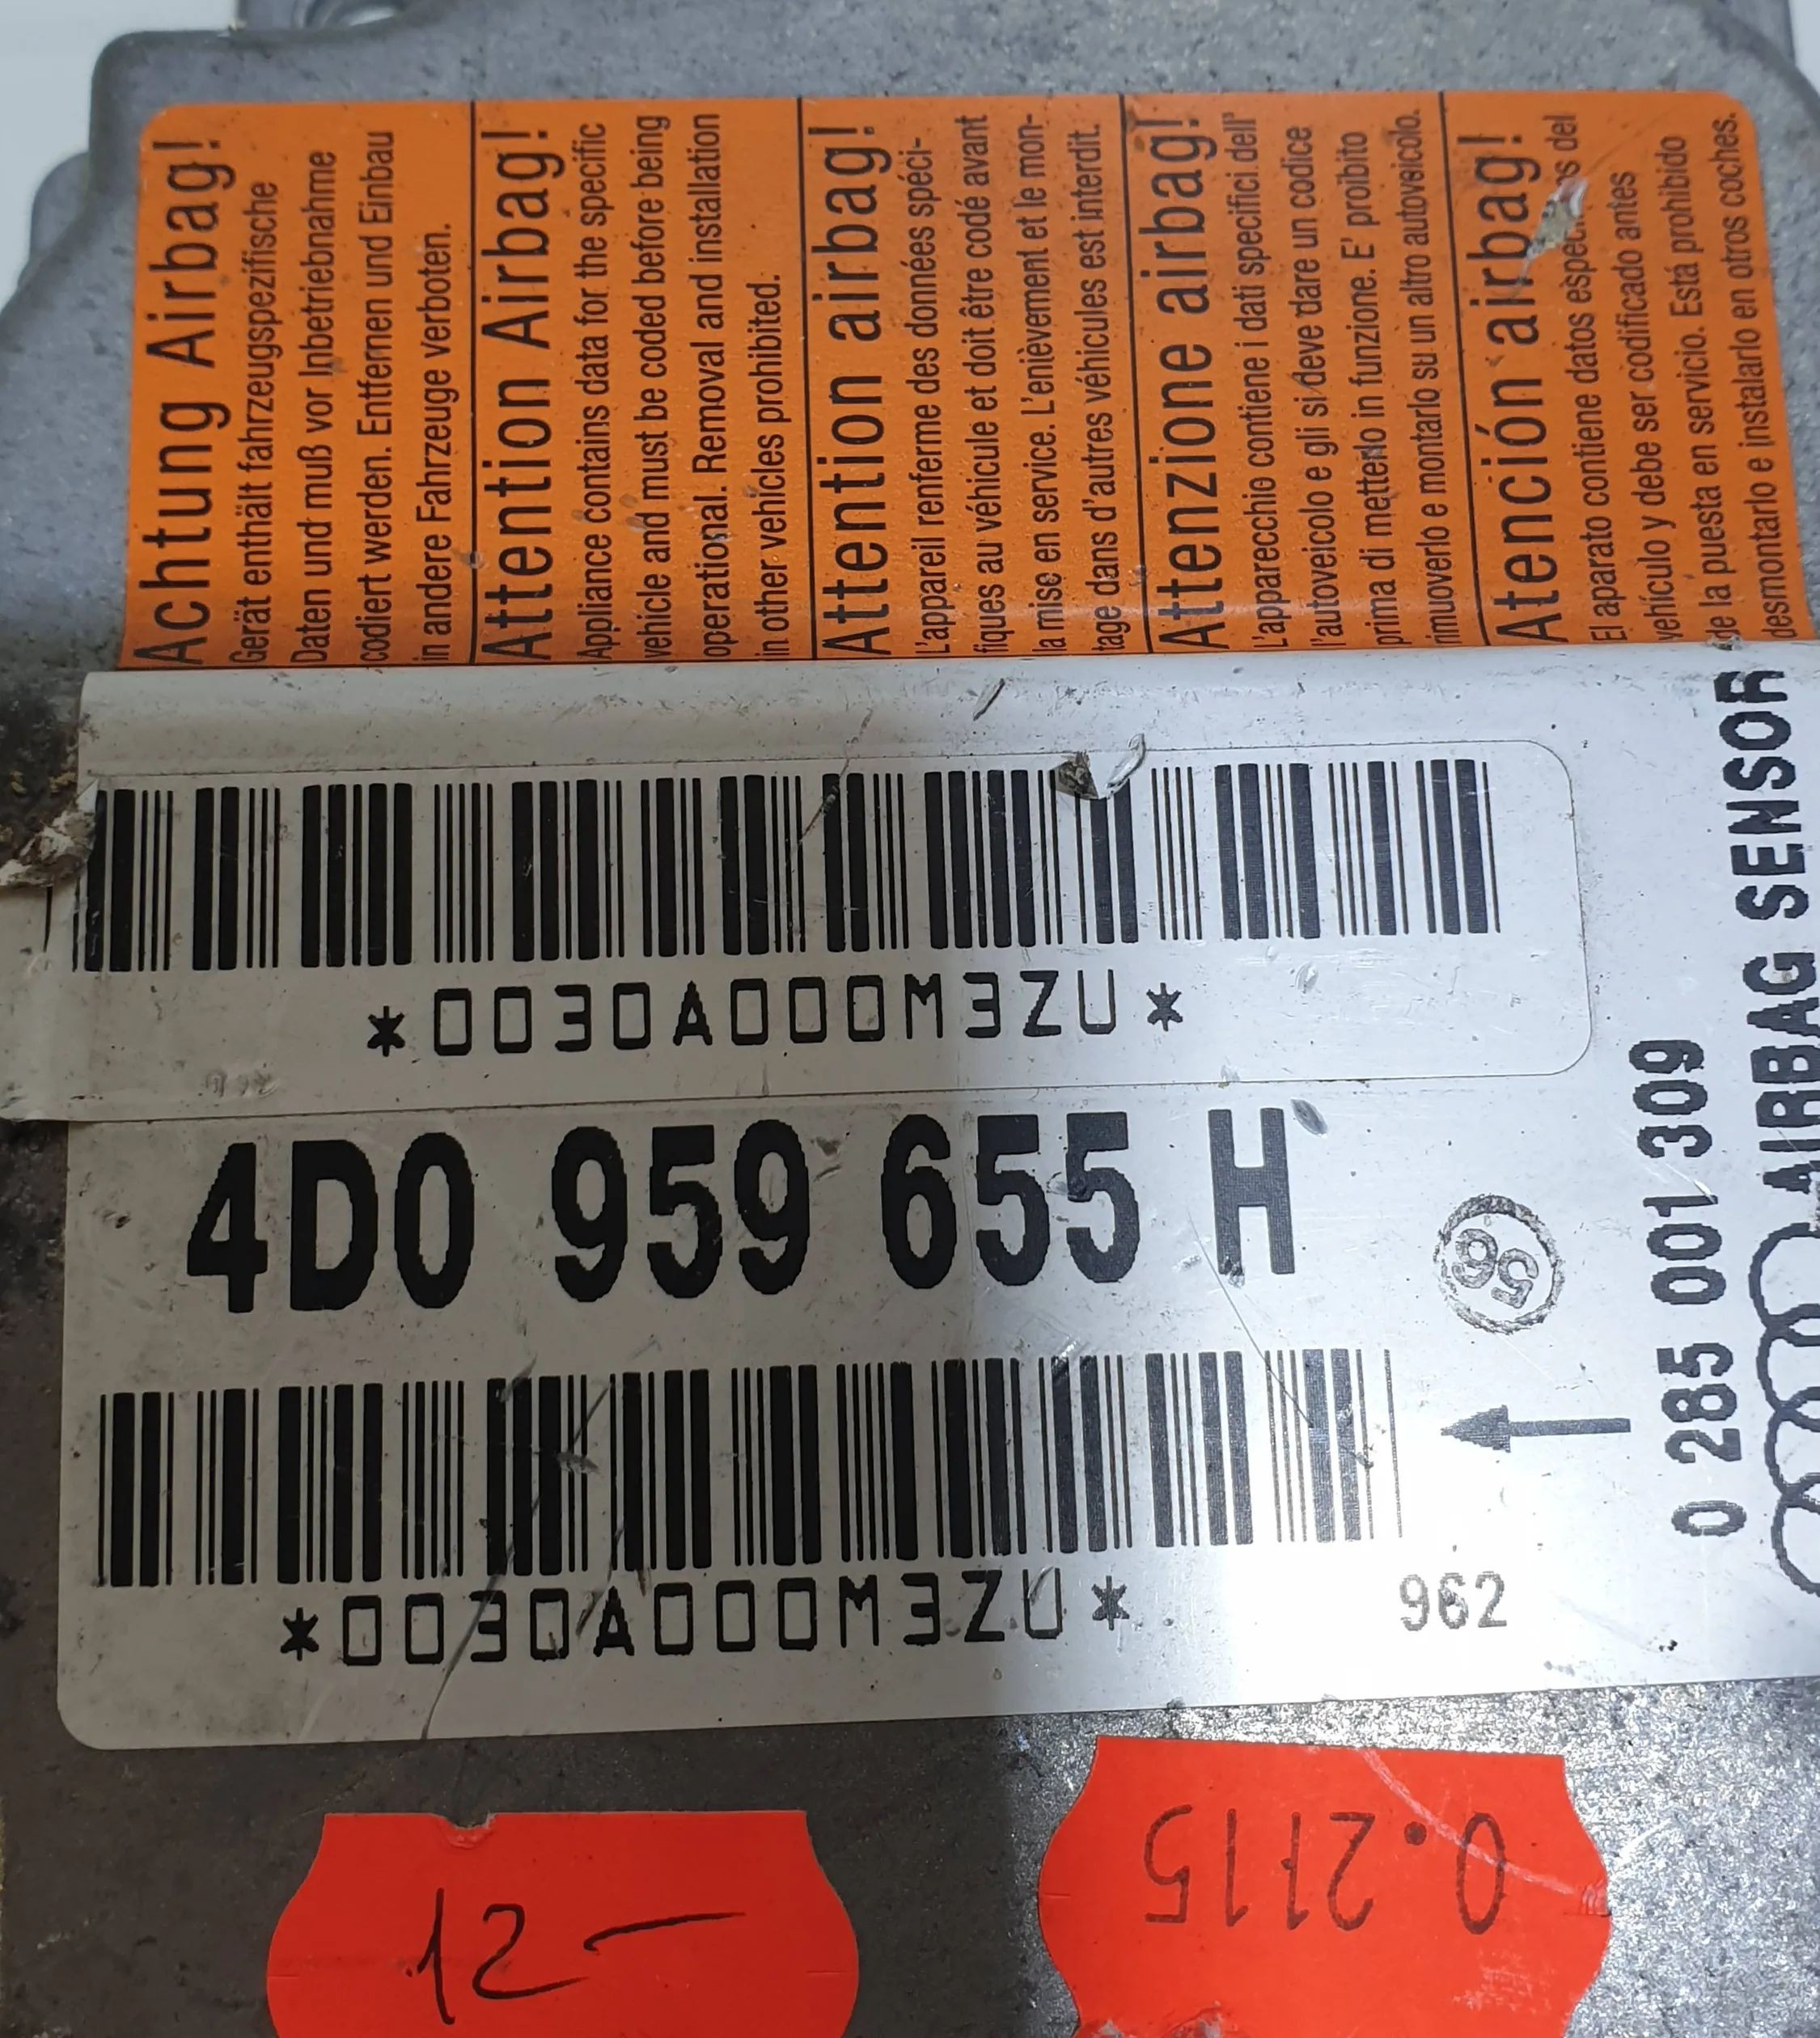 Achtung Airbag!
Gerät enthält fahrzeugspezifische
Daten und muß vor Inbetriebnahme
codiert werden. Entfernen und Einbau
in andere Fahrzeuge verboten.
Attention Airbag!
Appliance contains data for the specific
vehicle and must be coded before being
operational. Removal and installation
in other vehicles prohibited.
Attention airbag!
L'appareil renferme des données spéci-
fiques au véhicule et doit être codé avant
la mise en service. L'enièvement et le mon-
tage dans d'autres véhicules est interdit.
Attenzione airbag!
L'apparecchio contiene i dati specifici dell'
l'autoveicolo e gli si deve dare un codice
prima di metterlo in funzione. E' proibito
rimuoverlo e montarlo su un altro autoveicolo.
Atención airbag!
El aparato contiene datos del
vehículo y debe ser codificado antes
de la puesta en servicio. Está prohibido
desmontarlo e instalarlo en otros coches.
*0030A000M3ZU*
4D0 959 655 H
56
*0030A000M3ZU*
962
0 285 001 309
AIRBAG SENSOR
12-
0.2115